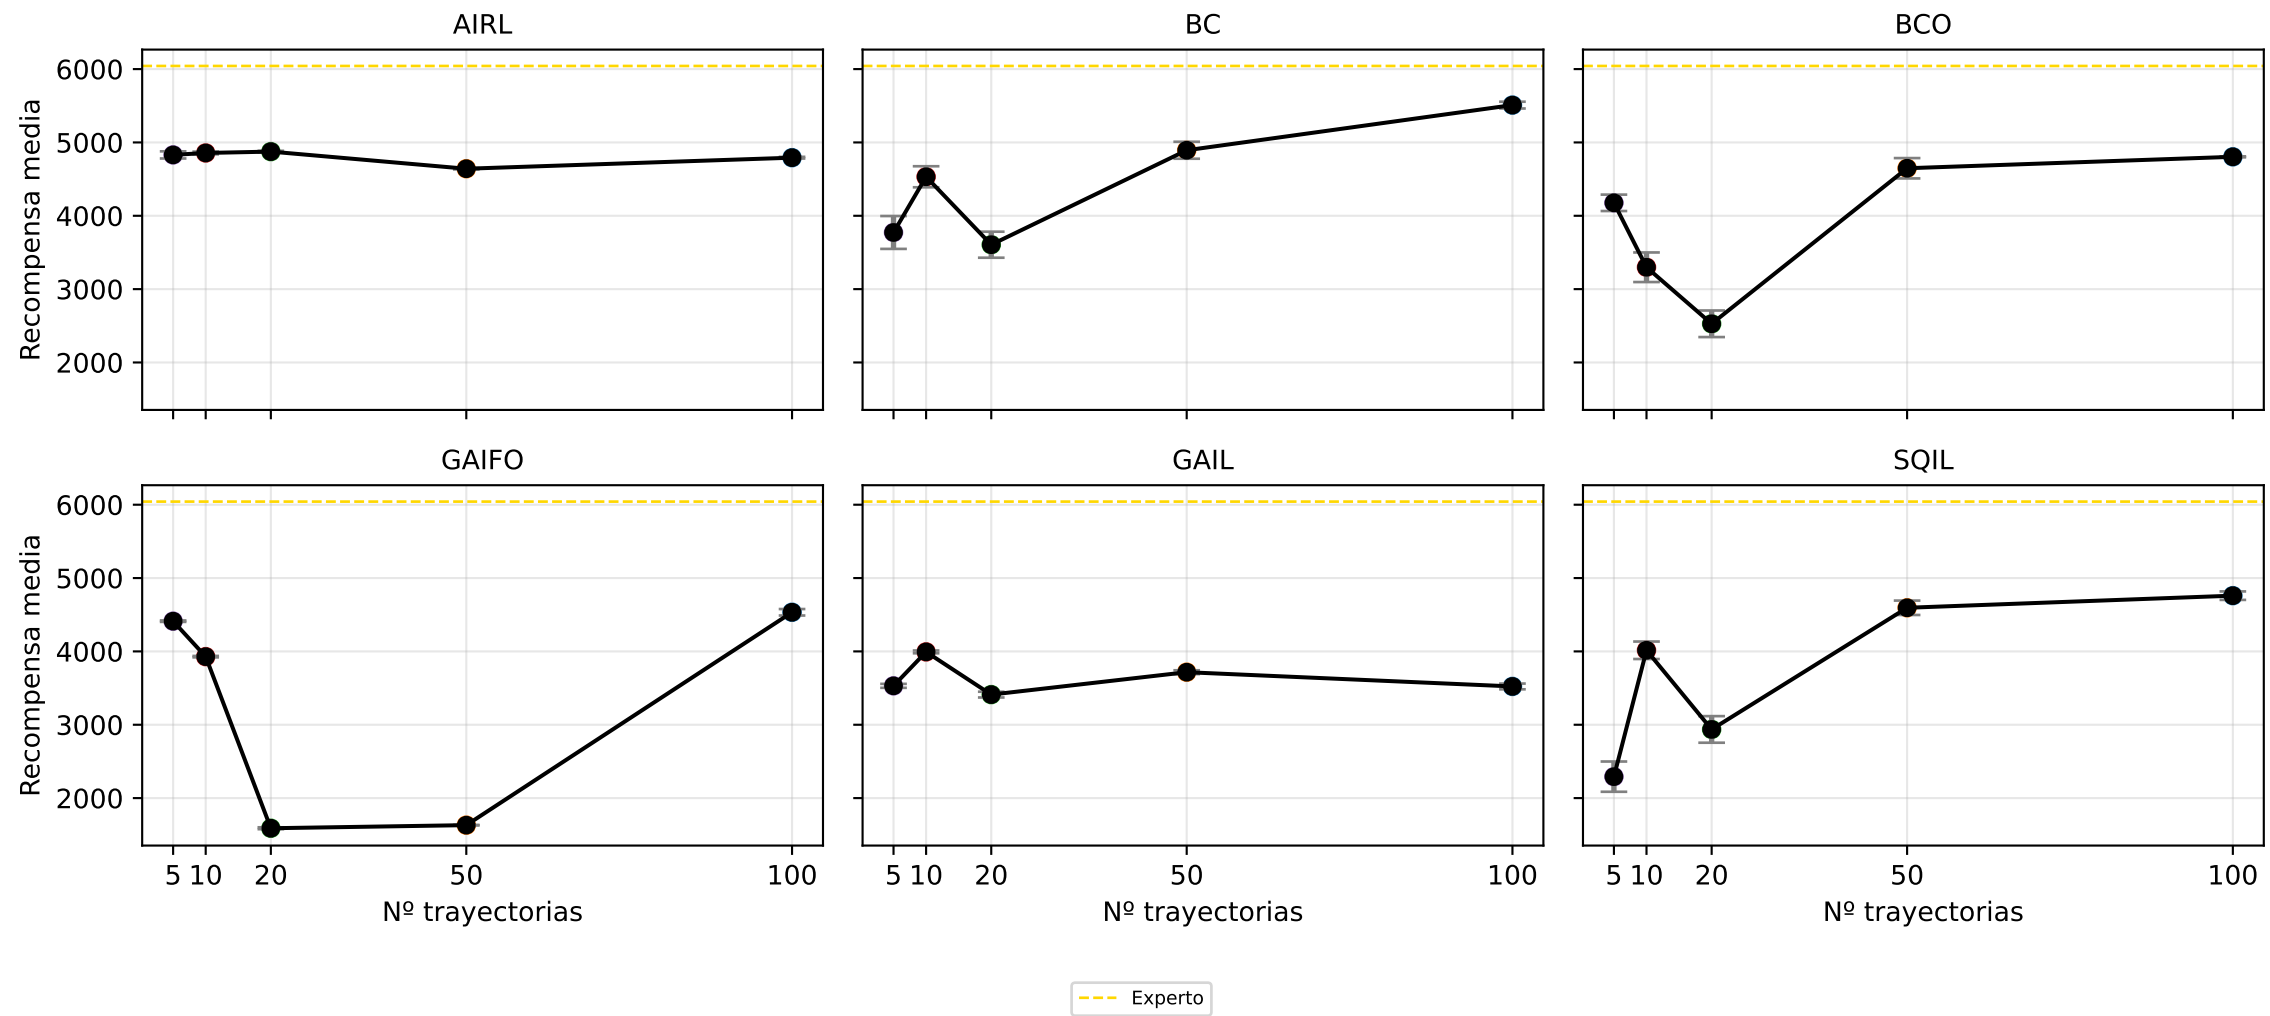 AIRL
BC
BCO
Recompensa media
6000
5000
4000
3000
2000
GAIFO
GAIL
SQIL
Recompensa media
6000
5000
4000
3000
2000
5 10 20 50 100
5 10 20 50 100
5 10 20 50 100
Nº trayectorias
Nº trayectorias
Nº trayectorias
Experto